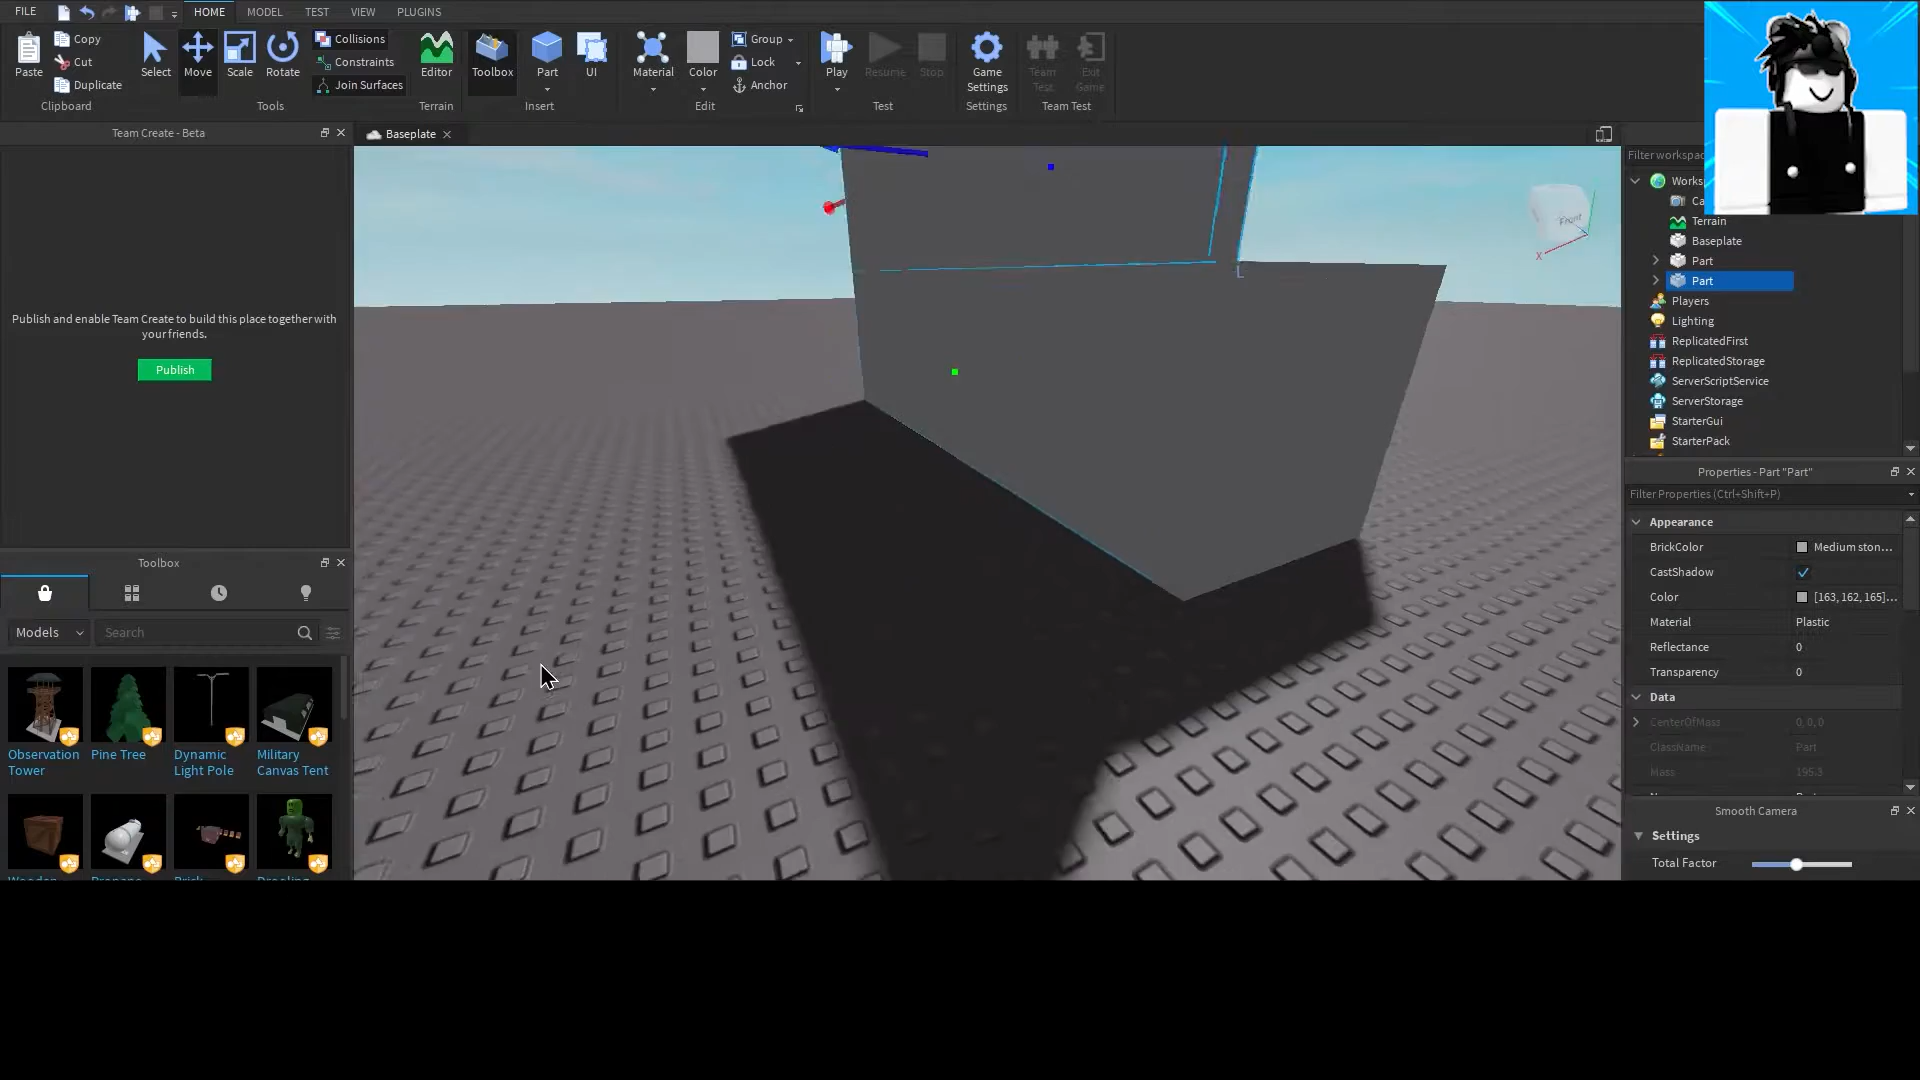 FILE
HOME
MODEL
TEST
VIEW
PLUGINS
Paste
Copy
Cut
Duplicate
Clipboard
Select
Move
Scale
Rotate
Collisions
Constraints
Join Surfaces
Tools
Editor
Terrain
Toolbox
Part
UI
Insert
Material
Color
Group
Lock
Anchor
Edit
Play
Resume
Stop
Test
Game
Settings
Settings
Team
Test
Exit
Game
Team Test
Team Create - Beta
Baseplate
Publish and enable Team Create to build this place together with
your friends.
Publish
Toolbox
Models
Search
Observation
Tower
Pine Tree
Dynamic
Light Pole
Military
Canvas Tent
Front
X
Filter workspac
Works
Ca
Terrain
Baseplate
Part
Part
Players
Lighting
ReplicatedFirst
ReplicatedStorage
ServerScriptService
ServerStorage
StarterGui
StarterPack
Properties - Part "Part"
Filter Properties (Ctrl+Shift+P)
Appearance
BrickColor
Medium ston...
CastShadow
Color
[163, 162, 165]...
Material
Plastic
Reflectance
0
Transparency
0
Data
CenterOfMass
0, 0, 0
ClassName
Part
Mass
195.3
Smooth Camera
Settings
Total Factor